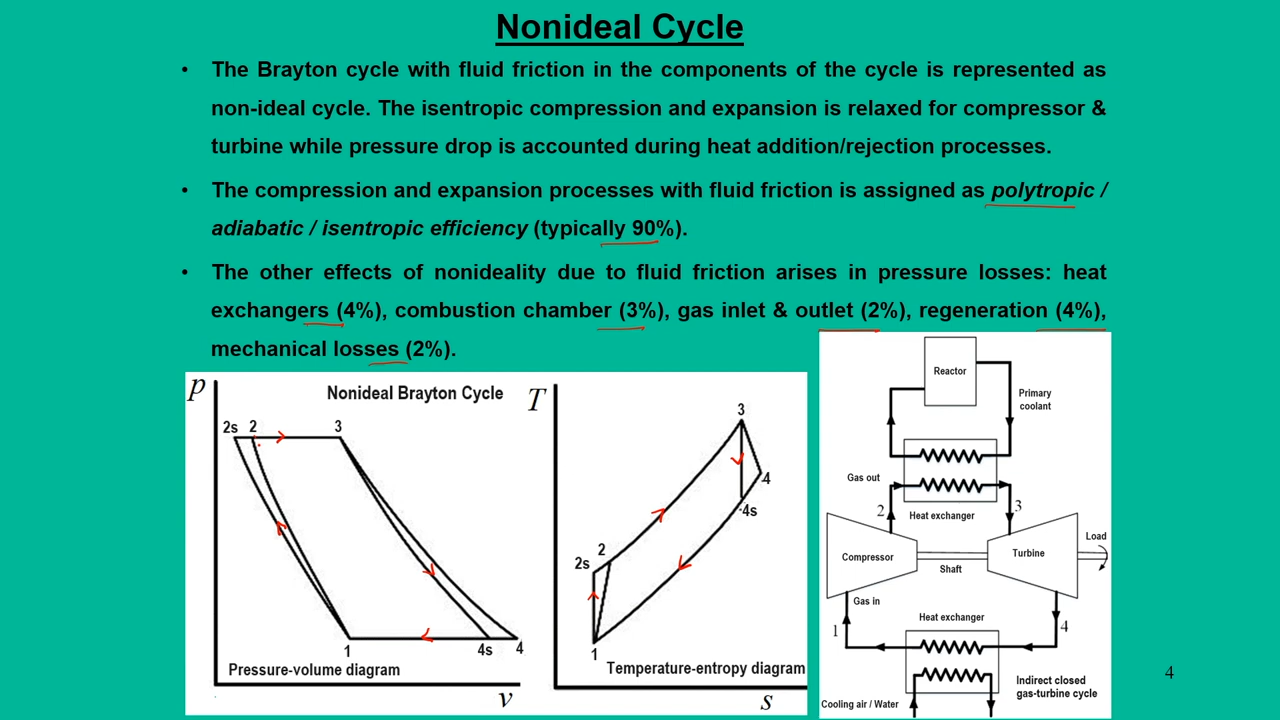 Nonideal Cycle
• The Brayton cycle with fluid friction in the components of the cycle is represented as
non-ideal cycle. The isentropic compression and expansion is relaxed for compressor &
turbine while pressure drop is accounted during heat addition/rejection processes.
• The compression and expansion processes with fluid friction is assigned as polytropic /
adiabatic / isentropic efficiency (typically 90%).
• The other effects of nonideality due to fluid friction arises in pressure losses: heat
exchangers (4%), combustion chamber (3%), gas inlet & outlet (2%), regeneration (4%),
mechanical losses (2%).
p
Nonideal Brayton Cycle
2s 2 3
1 4s 4
Pressure-volume diagram
v
T
3
4
4s
2
2s
1
Temperature-entropy diagram
s
Reactor
Primary
coolant
Gas out
2
Heat exchanger
3
Compressor
Shaft
Turbine
Load
Gas in
1
Heat exchanger
4
Indirect closed
gas-turbine cycle
Cooling air / Water
4